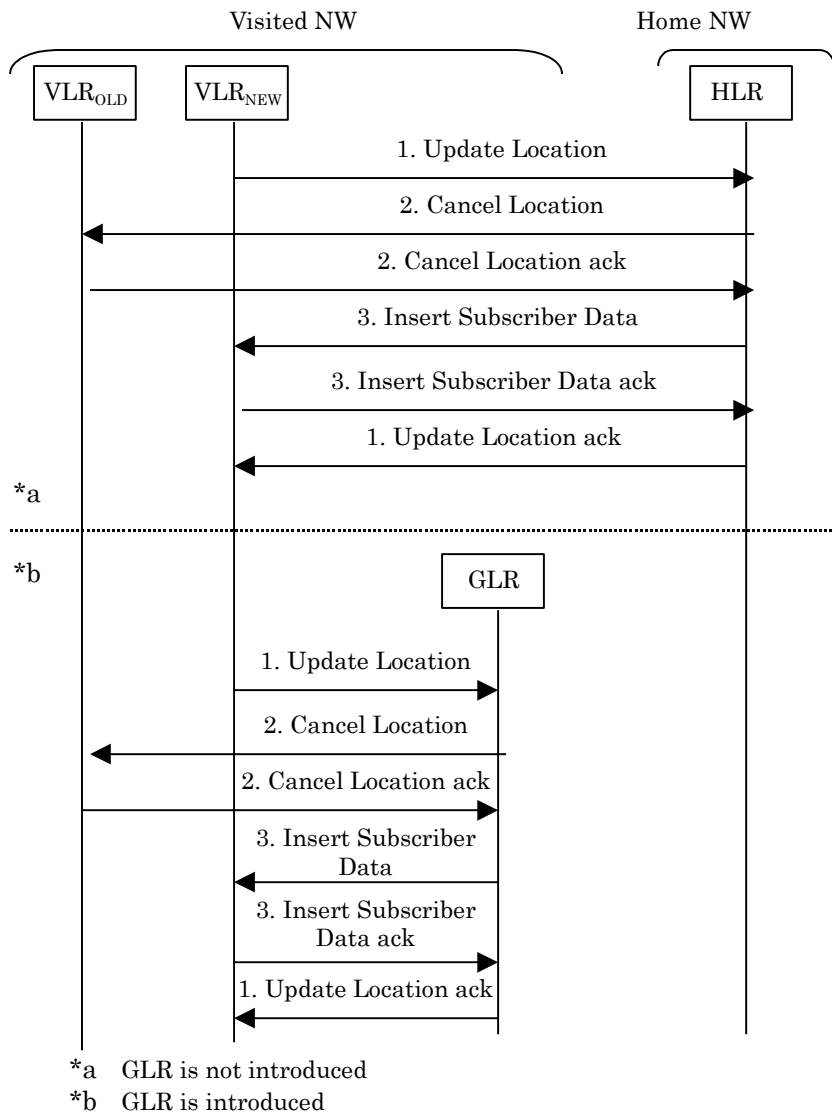 Visited NW
Home NW
VLROLD
VLRNEW
HLR
1. Update Location
2. Cancel Location
2. Cancel Location ack
3. Insert Subscriber Data
3. Insert Subscriber Data ack
1. Update Location ack
*a
*b
GLR
1. Update Location
2. Cancel Location
2. Cancel Location ack
3. Insert Subscriber
Data
3. Insert Subscriber
Data ack
1. Update Location ack
*a GLR is not introduced
*b GLR is introduced